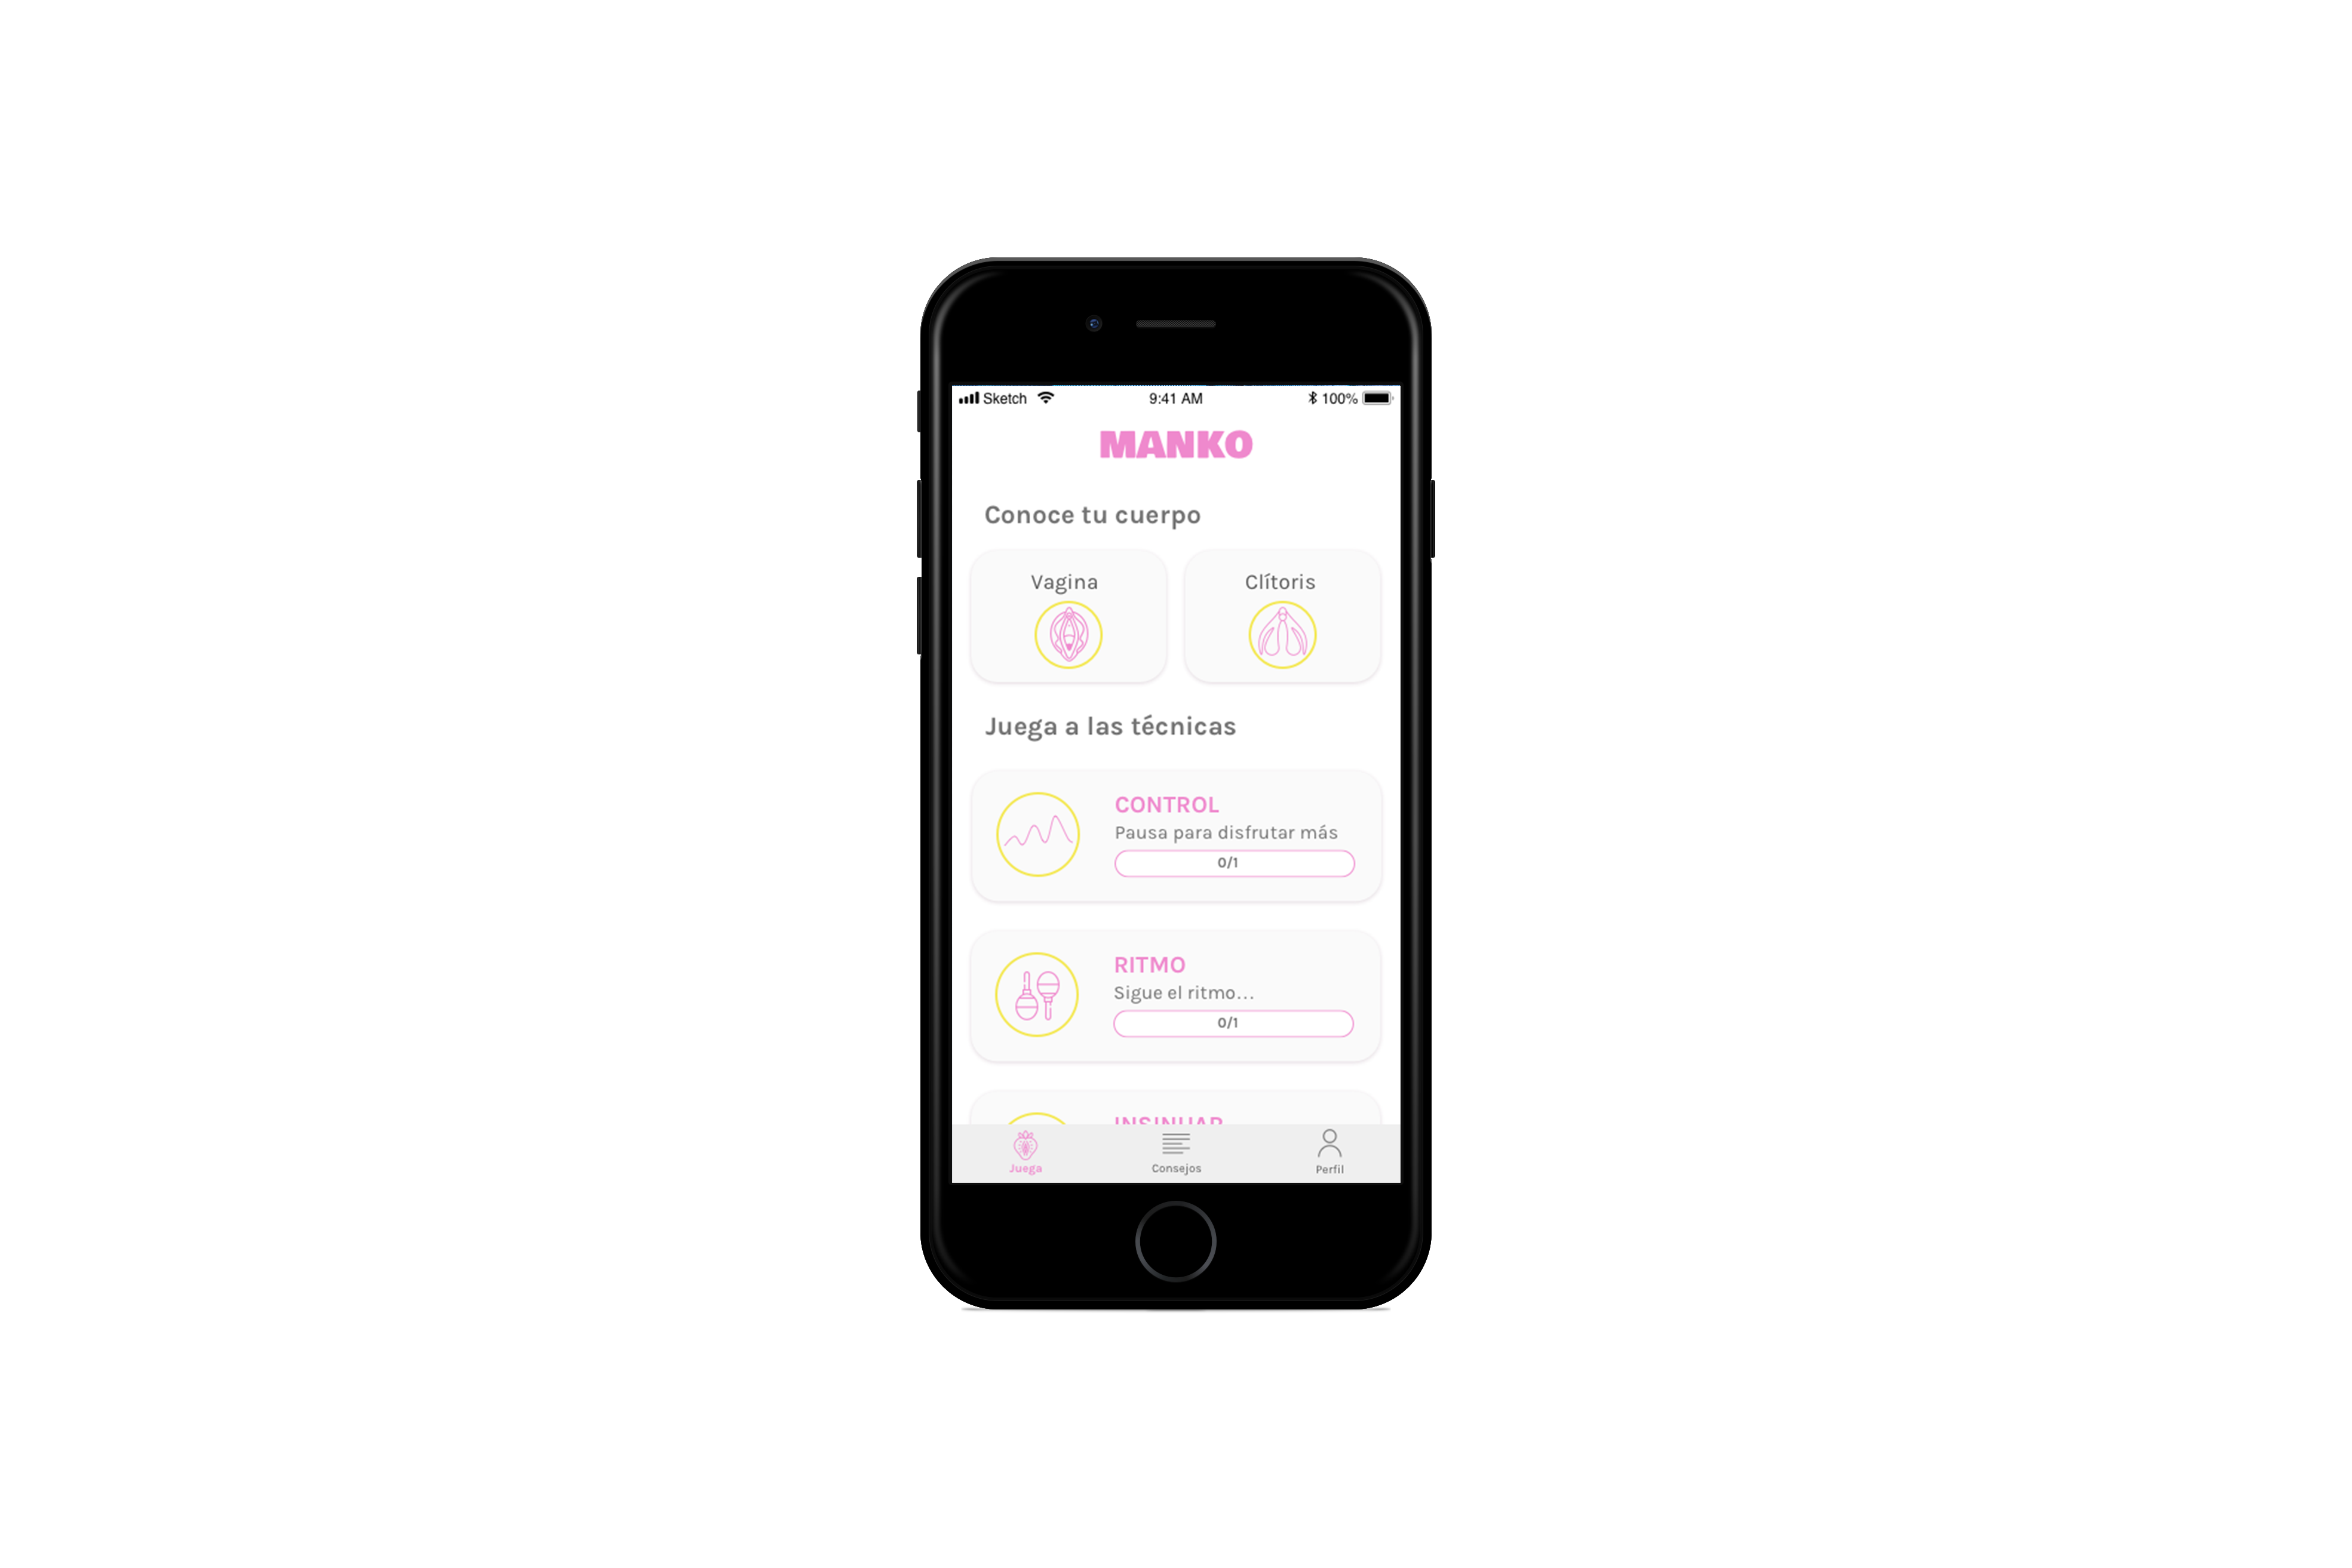 Sketch 9:41 AM 100%
MANKO
Conoce tu cuerpo
Vagina Clítoris
Juega a las técnicas
CONTROL
Pausa para disfrutar más
0/1
RITMO
Sigue el ritmo...
0/1
INSINUAR
Juega Consejos Perfil